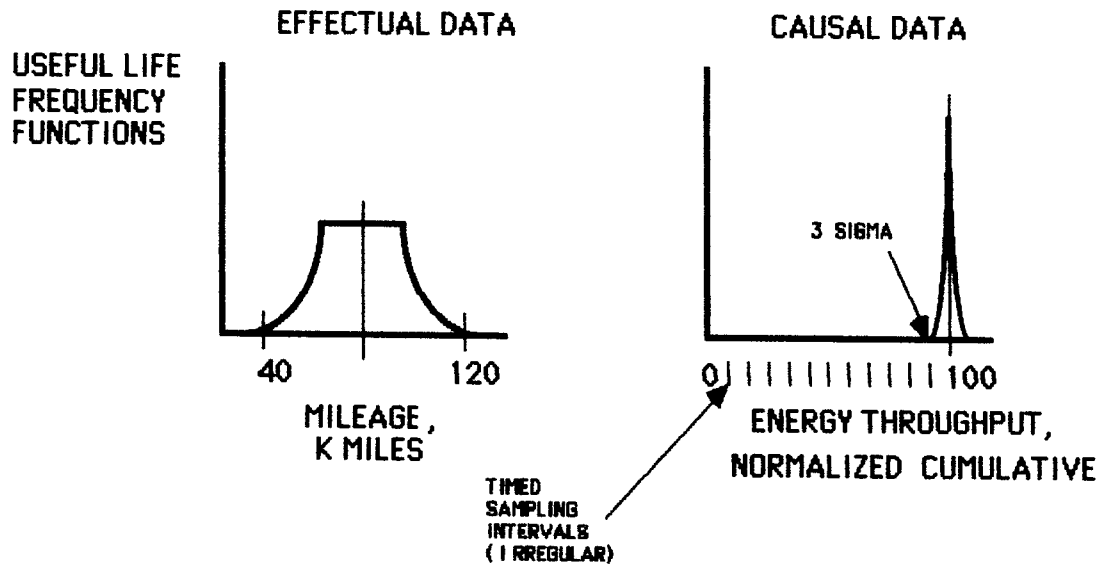 EFFECTUAL DATA
USEFUL LIFE
FREQUENCY
FUNCTIONS
40
120
MILEAGE,
K MILES
CAUSAL DATA
3 SIGMA
0
100
ENERGY THROUGHPUT,
NORMALIZED CUMULATIVE
TIMED
SAMPLING
INTERVALS
(IRREGULAR)